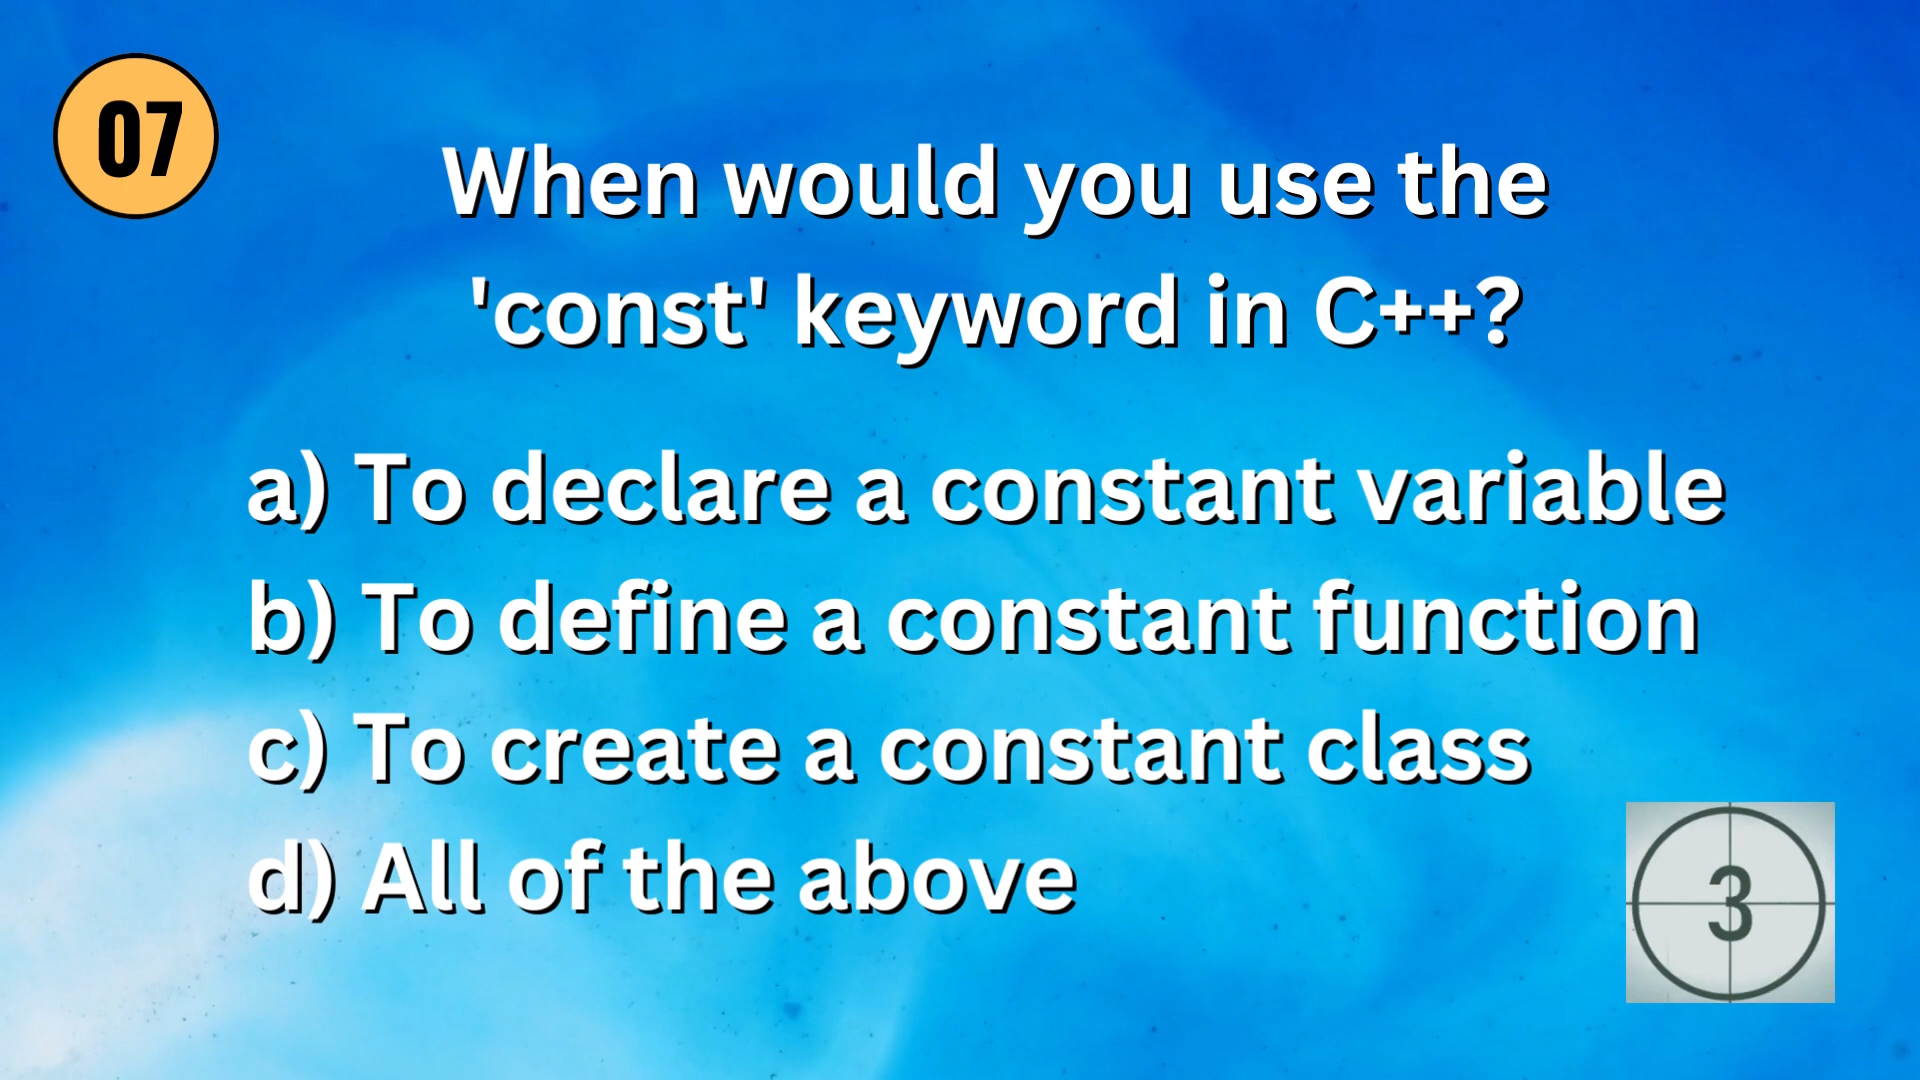 07
When would you use the
'const' keyword in C++?
a) To declare a constant variable
b) To define a constant function
c) To create a constant class
d) All of the above
3